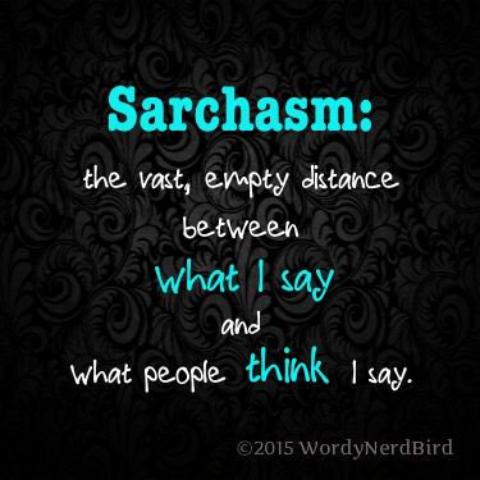 Sarchasm:
the vast, empty distance
between
what I say
and
what people think I say.
©2015 WordyNerdBird